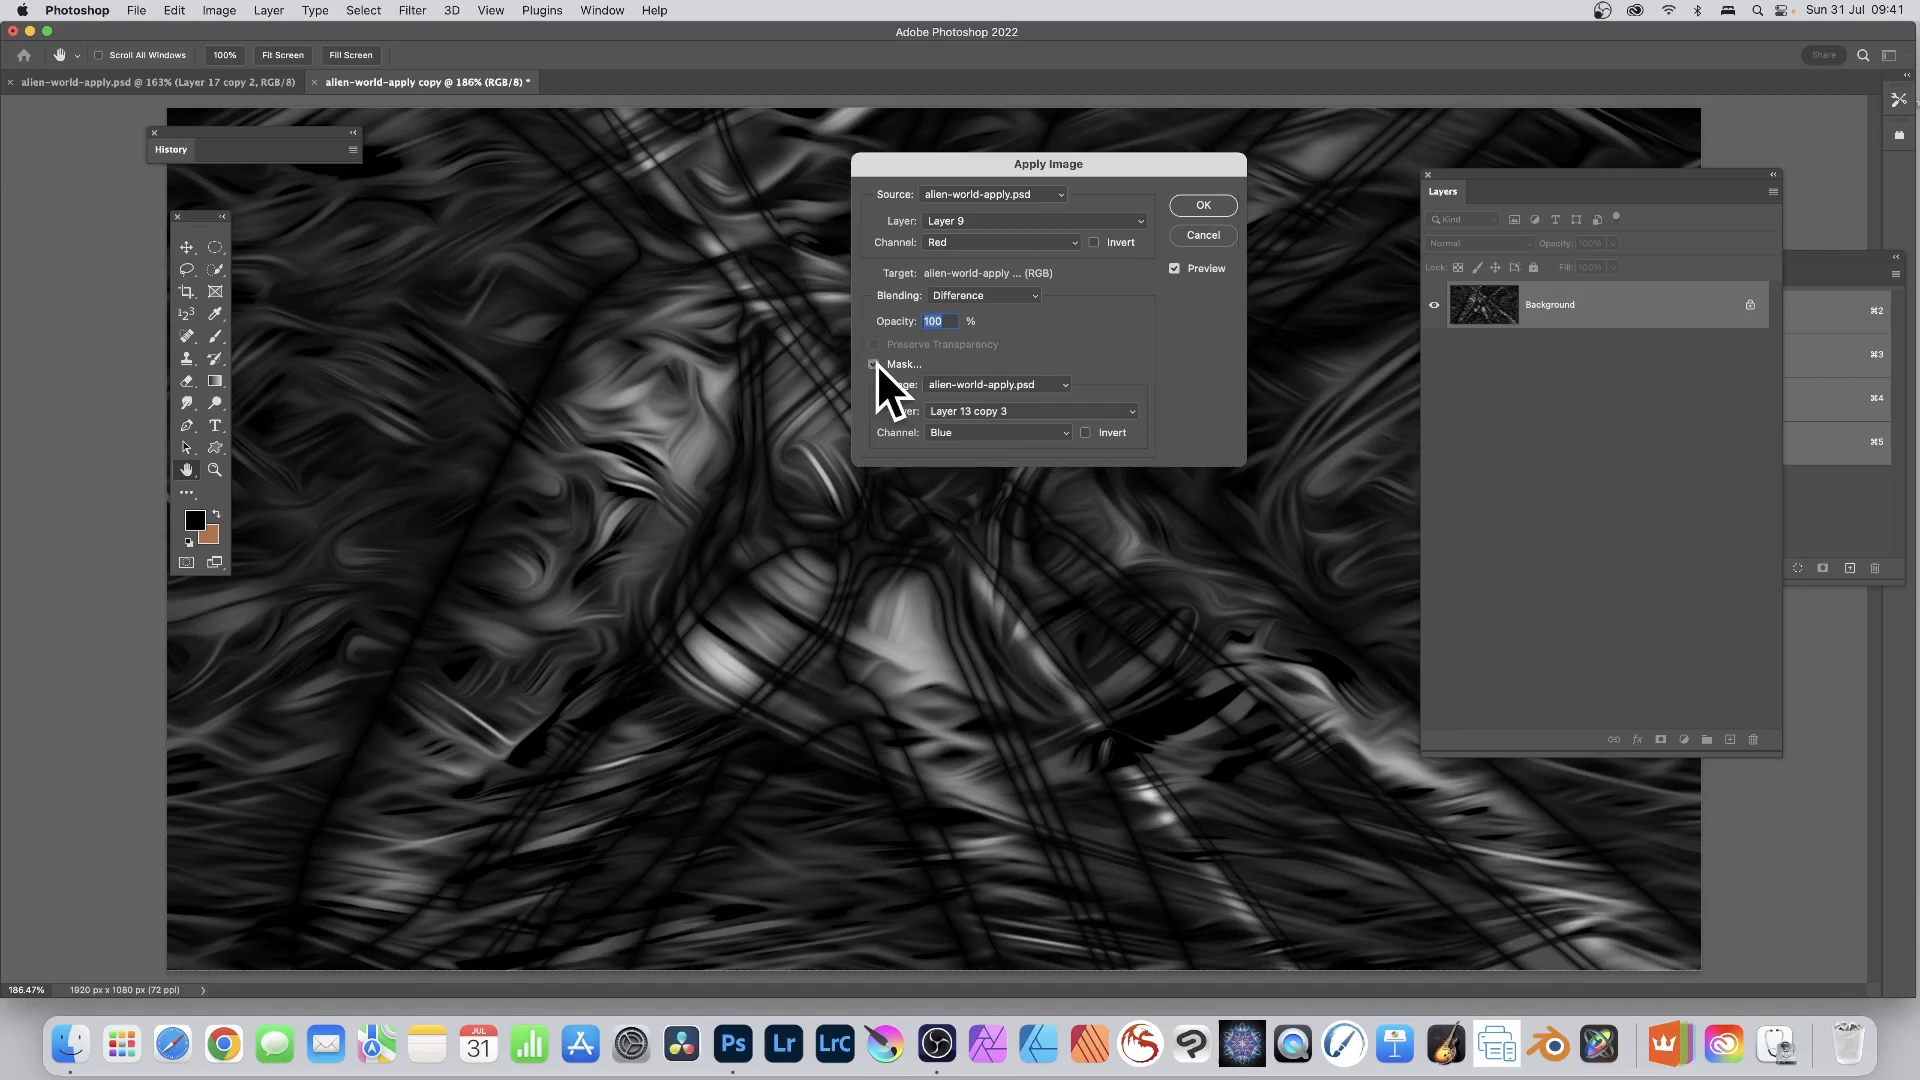 Photoshop File Edit Image Layer Type Select Filter 3D View Plugins Window Help Sun 31 Jul 09:41
Adobe Photoshop 2022
Scroll All Windows 100% Fit Screen Fill Screen Share
alien-world-apply.psd @ 163% (Layer 17 copy 2, RGB/8) alien-world-apply copy @ 186% (RGB/8) *
History
Apply Image
Source: alien-world-apply.psd
OK
Layer: Layer 9
Channel: Red Invert
Cancel
Target: alien-world-apply ... (RGB)
Preview
Blending: Difference
Opacity: 100 %
Preserve Transparency
Mask...
alien-world-apply.psd
Layer 13 copy 3
Channel: Blue Invert
Layers
Kind
Normal Opacity: 100%
Lock: Fill: 100%
Background
⌘2
⌘3
⌘4
⌘5
186.47% 1920 px x 1080 px (72 ppi)
JUL
31
Ps Lr LrC